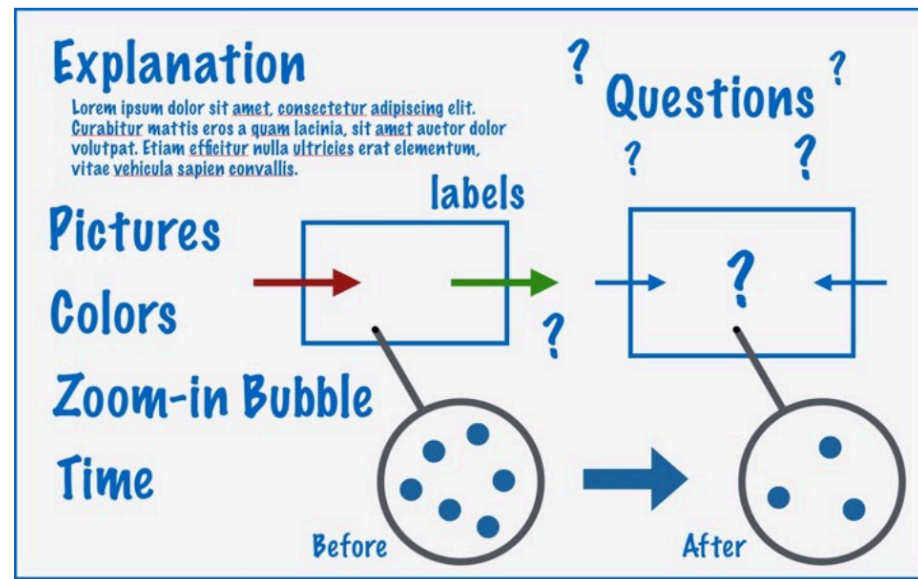 Explanation
Lorem ipsum dolor sit amet, consectetur adipiscing elit.
Curabitur mattis eros a quam lacinia, sit amet auctor dolor
volutpat. Etiam efficitur nulla ultricies erat elementum,
vitae vehicula sapien convallis.
?
?
Questions
?
?
labels
Pictures
?
Colors
?
Zoom-in Bubble
Time
Before
After